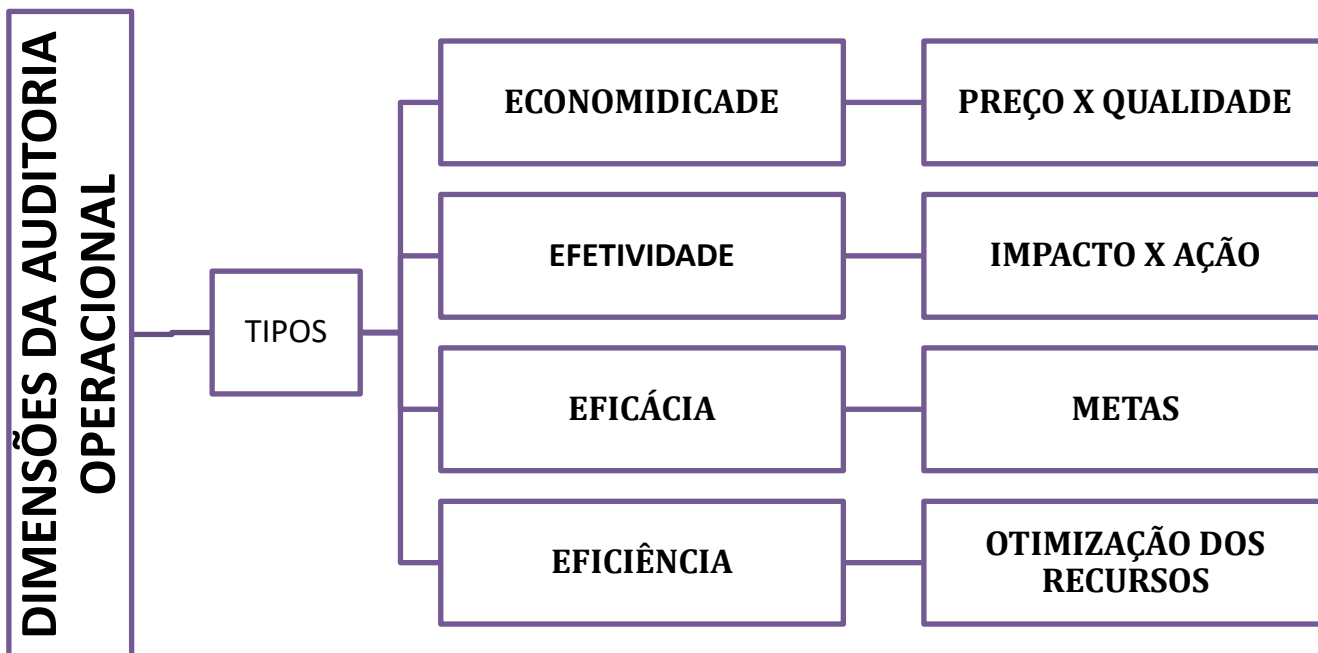 DIMENSÕES DA AUDITORIA
OPERACIONAL
TIPOS
ECONOMIDICADE
PREÇO X QUALIDADE
EFETIVIDADE
IMPACTO X AÇÃO
EFICÁCIA
METAS
EFICIÊNCIA
OTIMIZAÇÃO DOS
RECURSOS